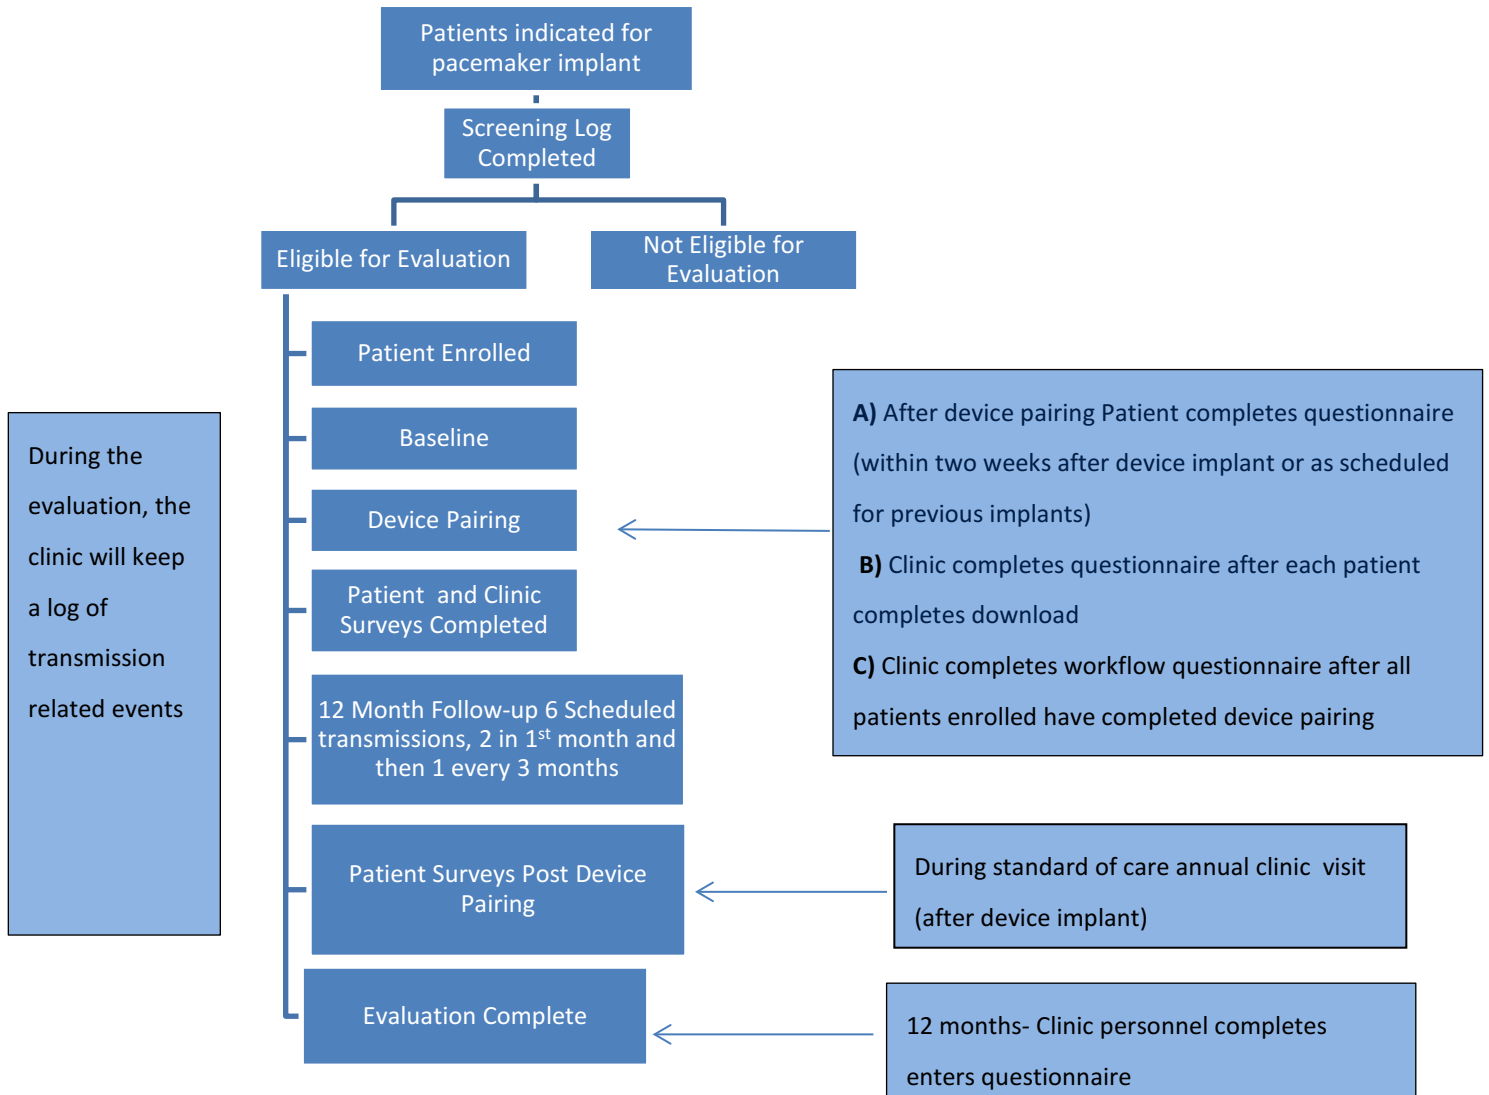 Patients indicated for
pacemaker implant
Screening Log
Completed
Eligible for Evaluation
Not Eligible for
Evaluation
Patient Enrolled
Baseline
Device Pairing
Patient and Clinic
Surveys Completed
12 Month Follow-up 6 Scheduled
transmissions, 2 in 1st month and
then 1 every 3 months
Patient Surveys Post Device
Pairing
Evaluation Complete
During the
evaluation, the
clinic will keep
a log of
transmission
related events
A) After device pairing Patient completes questionnaire
(within two weeks after device implant or as scheduled
for previous implants)
B) Clinic completes questionnaire after each patient
completes download
C) Clinic completes workflow questionnaire after all
patients enrolled have completed device pairing
During standard of care annual clinic visit
(after device implant)
12 months- Clinic personnel completes
enters questionnaire